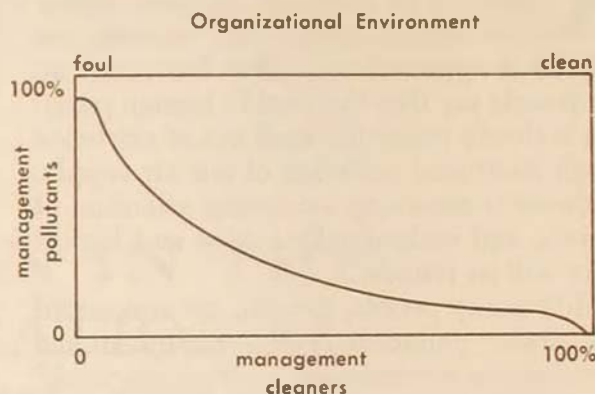 Organizational Environment
foul
clean
100%
management
pollutants
0
0
management
100%
cleaners